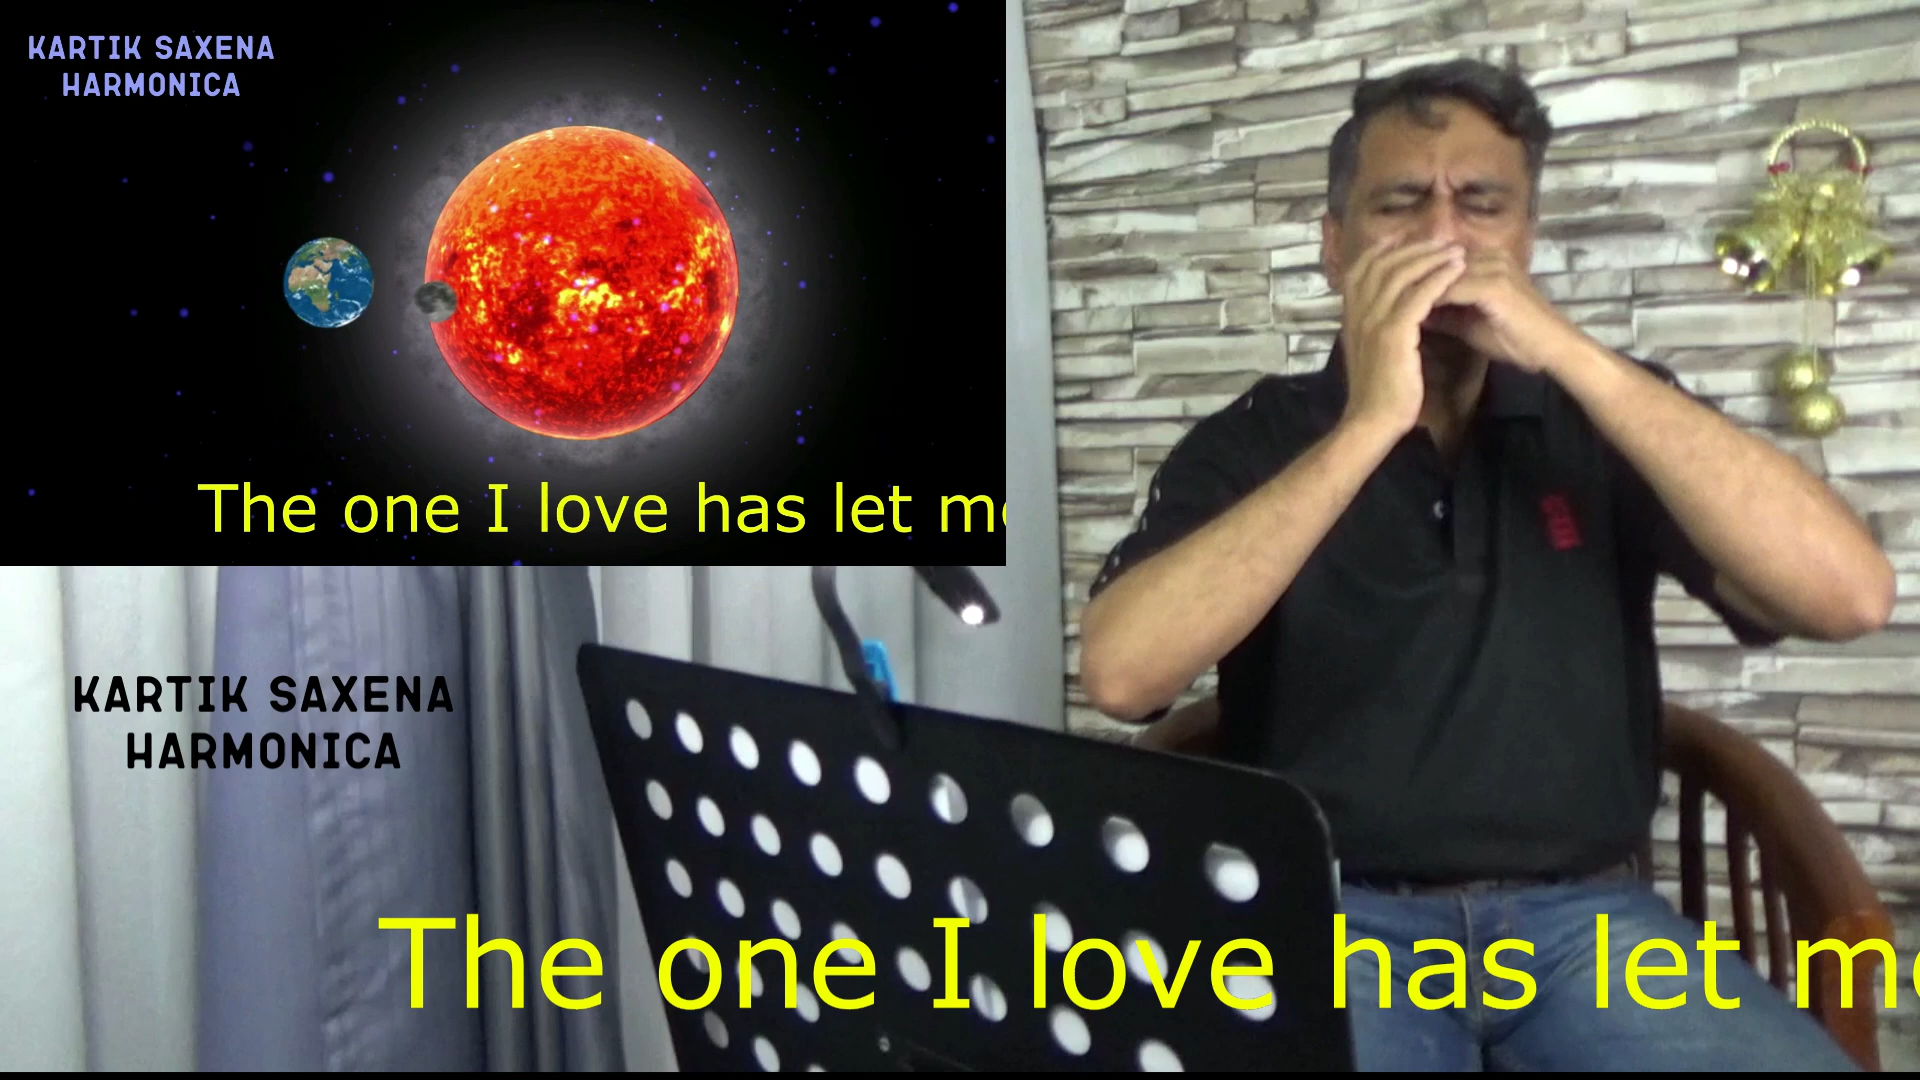 KARTIK SAXENA
HARMONICA
The one I love has let
KARTIK SAXENA
HARMONICA
The one I love has let